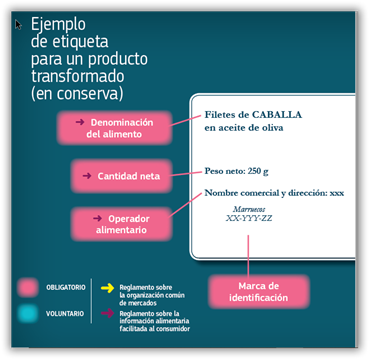 Ejemplo
de etiqueta
para un producto
transformado
(en conserva)
➔ Denominación
del alimento
Filetes de CABALLA
en aceite de oliva
➔ Cantidad neta
Peso neto: 250 g
Nombre comercial y dirección: xxx
➔ Operador
alimentario
Marruecos
XX-YYY-ZZ
Marca de
identificación
OBLIGATORIO
➔ Reglamento sobre
la organización común
de mercados
VOLUNTARIO
➔ Reglamento sobre la
información alimentaria
facilitada al consumidor